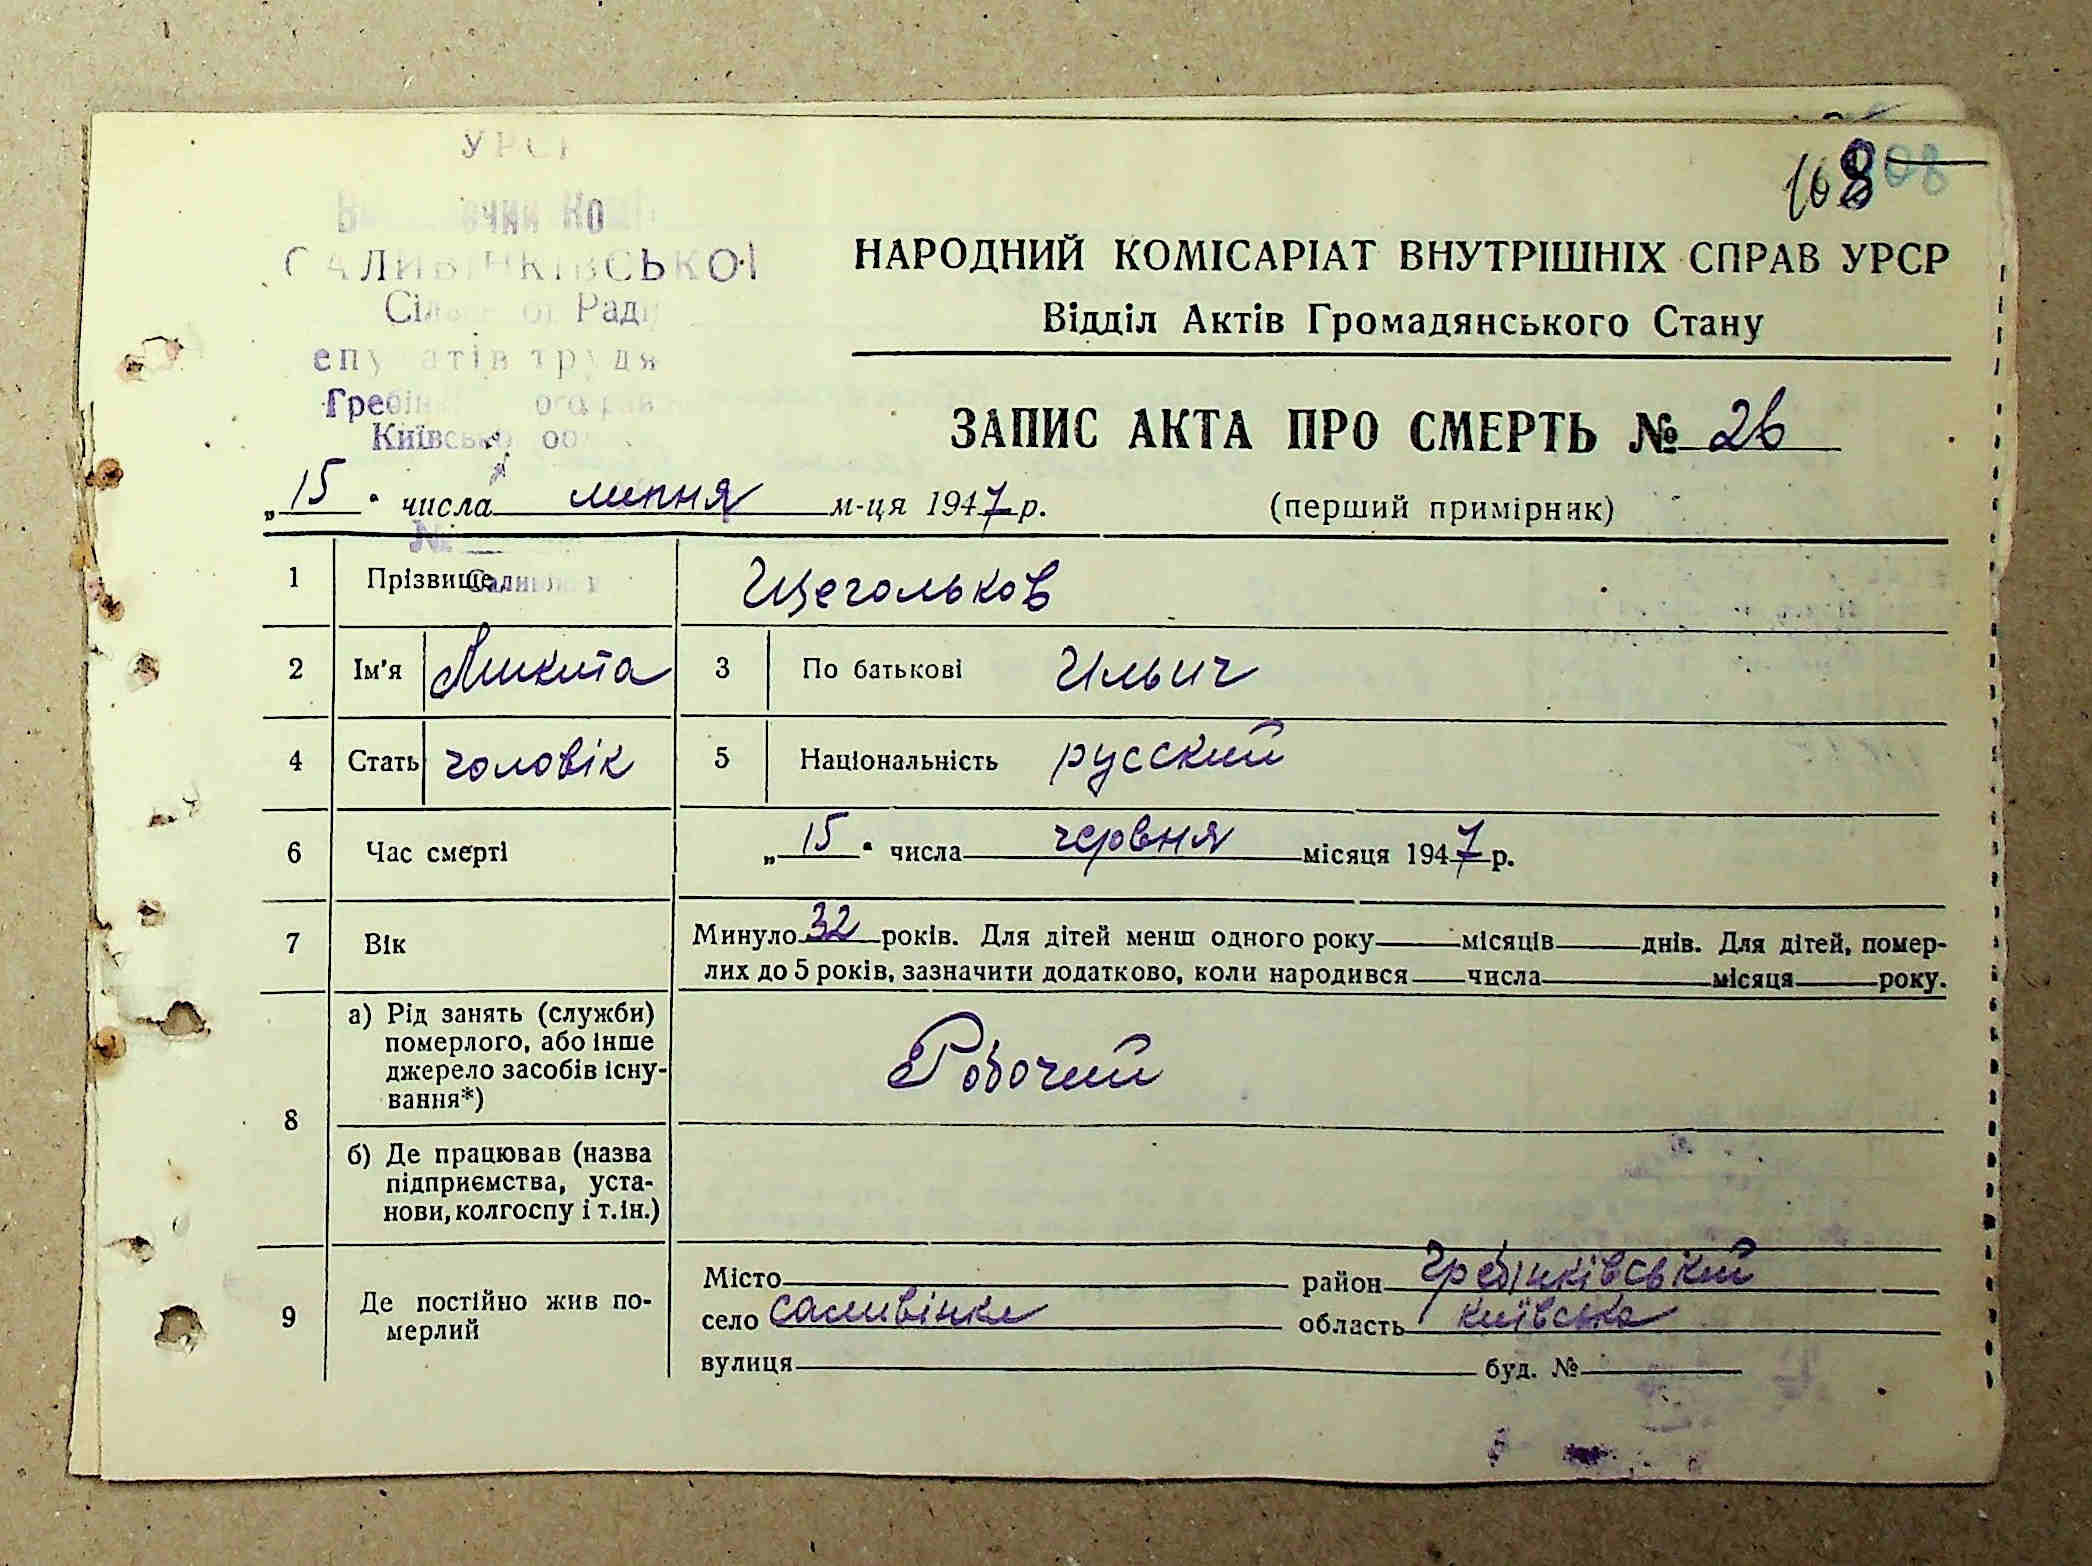 УРСР
САЛИВІНКІВСЬКОЇ
168
НАРОДНИЙ КОМІСАРІАТ ВНУТРІШНІХ СПРАВ УРСР
Відділ Актів Громадянського Стану
ЗАПИС АКТА ПРО СМЕРТЬ № 26
„15" числа липня м-ця 1947 р. (перший примірник)
1 Прізвище Щегольков
2 Ім'я Микита 3 По батькові Ильич
4 Стать чоловік 5 Національність русский
6 Час смерті „15" числа червня місяця 1947 р.
7 Вік Минуло 32 років. Для дітей менш одного року місяців днів. Для дітей, помер-
лих до 5 років, зазначити додатково, коли народився числа місяця року.
8 а) Рід занять (служби)
померлого, або інше
джерело засобів існу-
вання*)
Робочий
б) Де працював (назва
підприємства, уста-
нови, колгоспу і т.ін.)
9 Де постійно жив по-
мерлий
Місто район Гребінківський
село Саливінки область Київська
вулиця буд. №